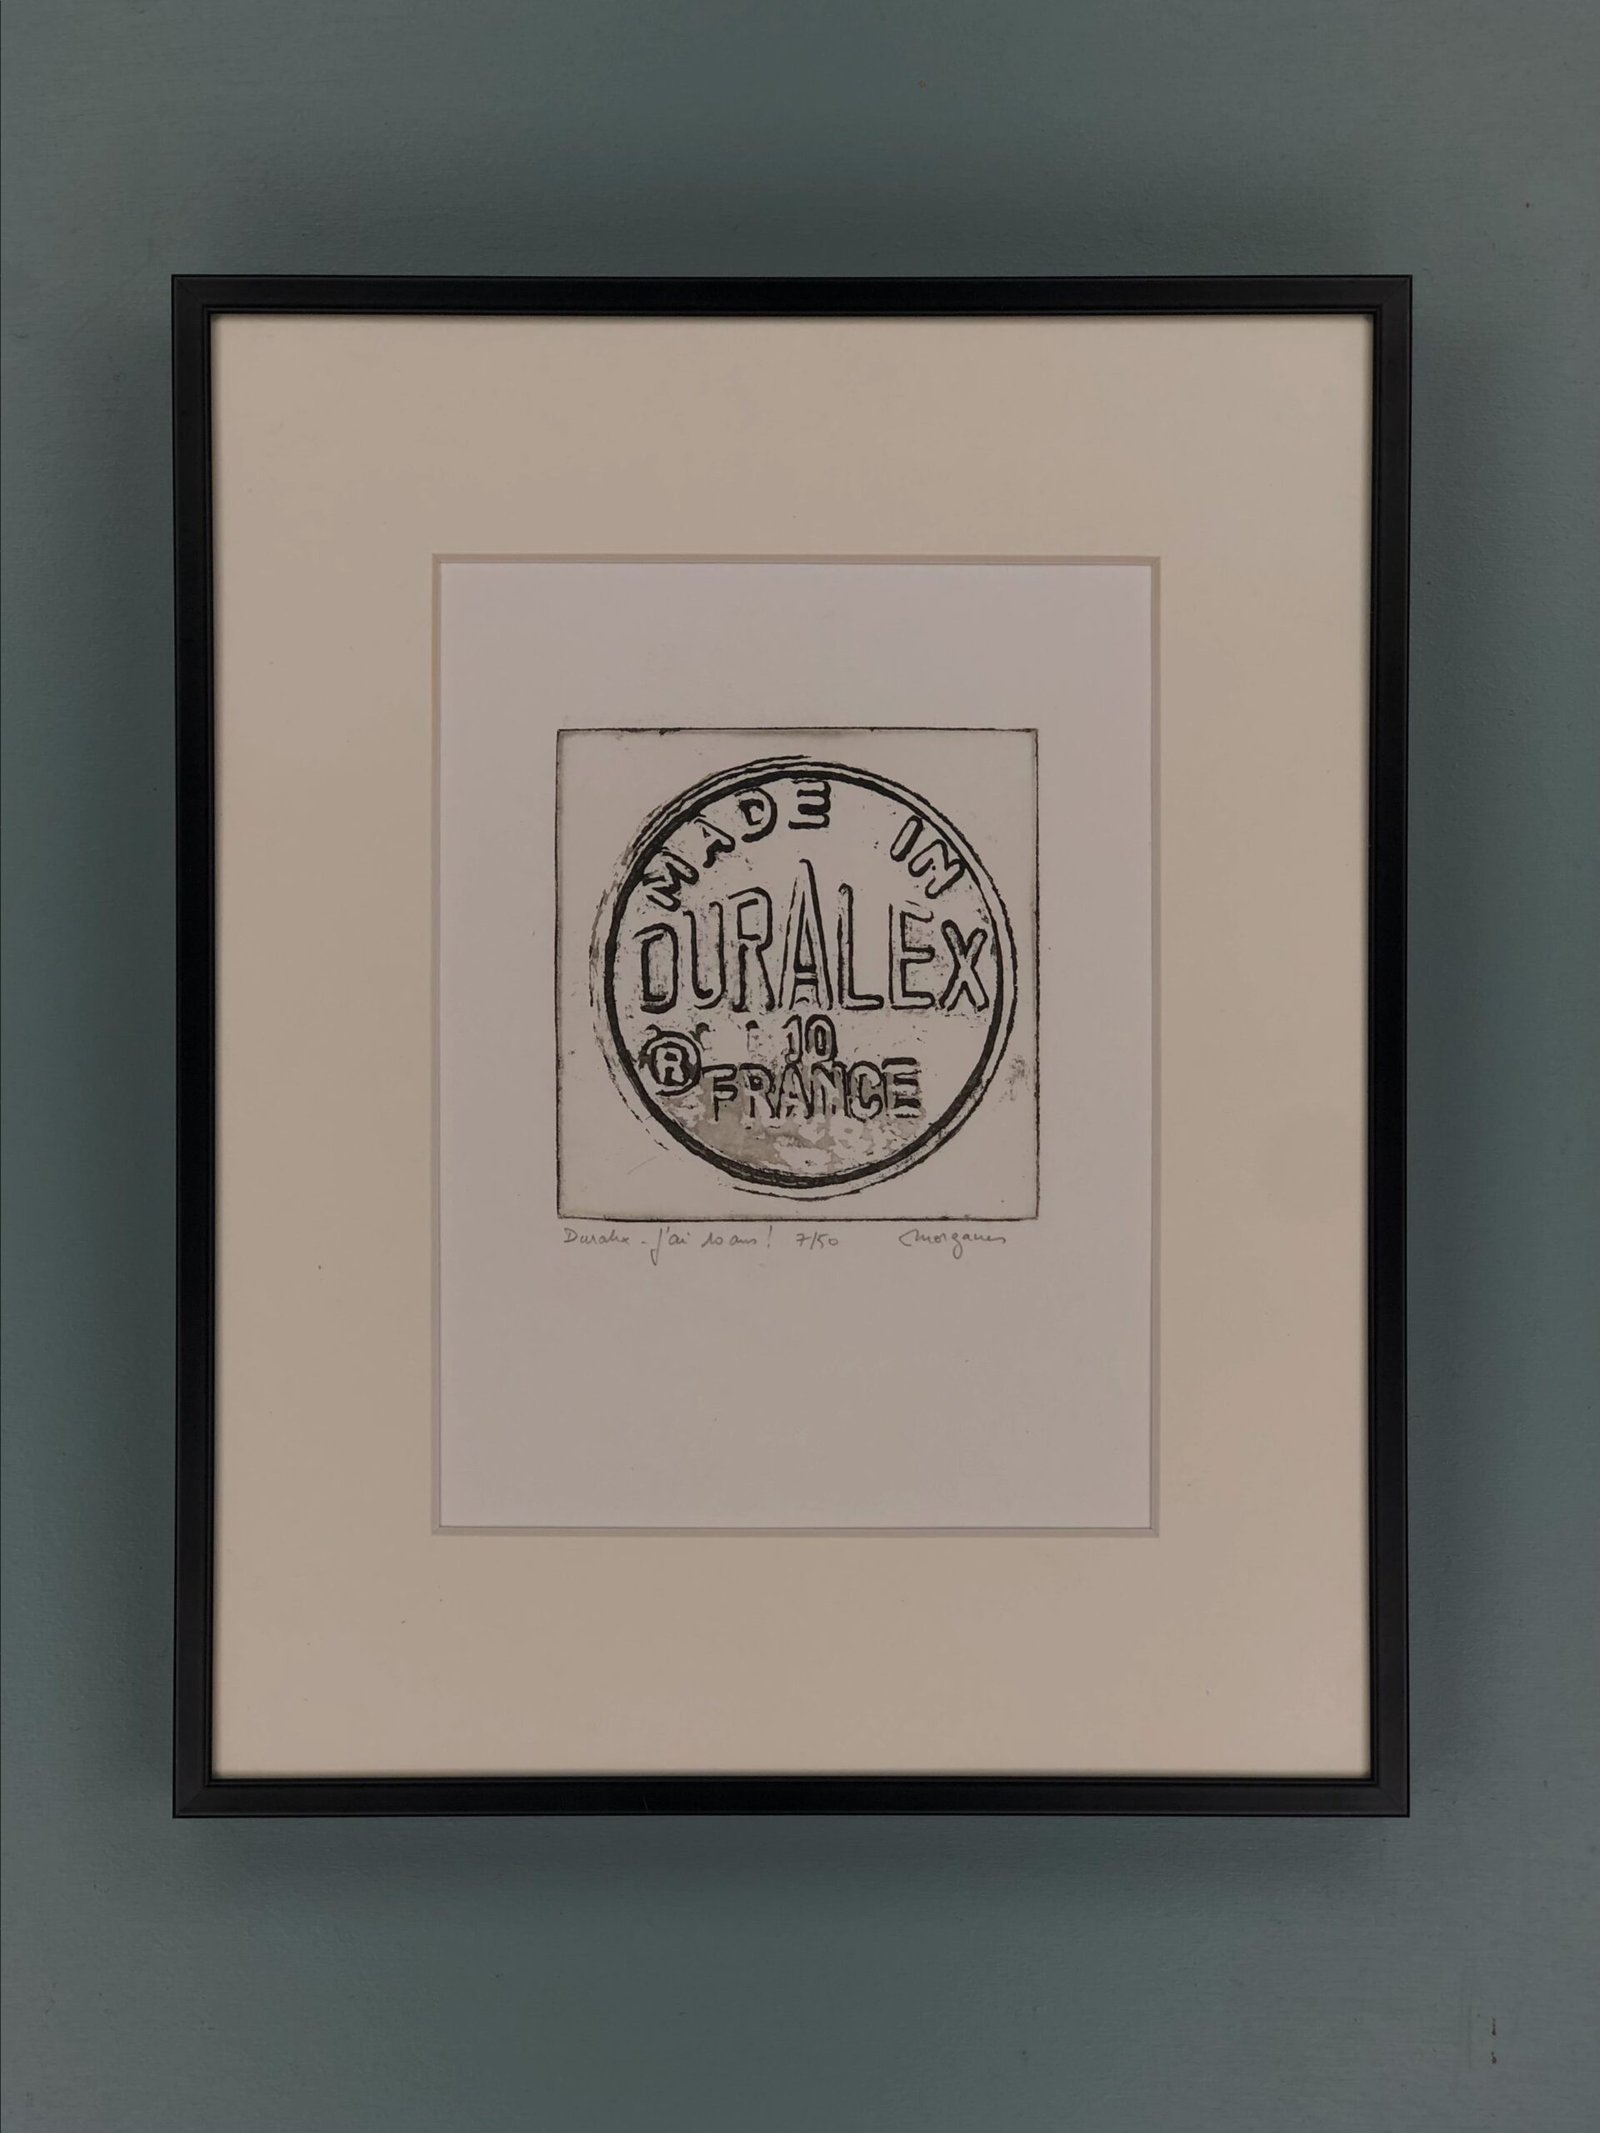 MADE IN
DURALEX
10
® FRANCE
Duralex - j'ai 10 ans ! 7/50